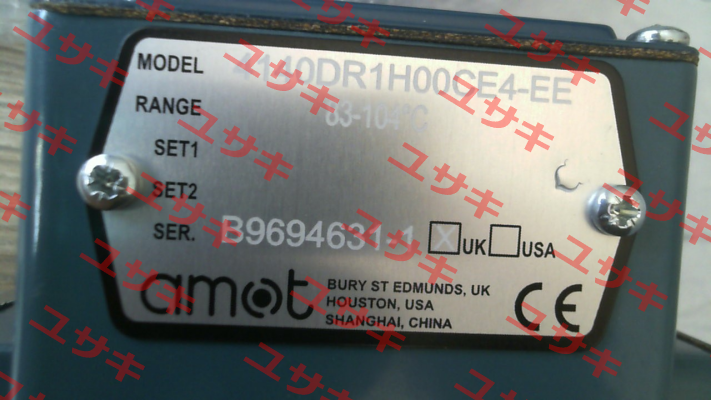 MODEL 4140DR1H00CE4-EE
RANGE 63-104°C
SET1
SET2
SER. B9694631-1 X UK USA
amot
BURY ST EDMUNDS, UK
HOUSTON, USA
SHANGHAI, CHINA
CE
ユサキ